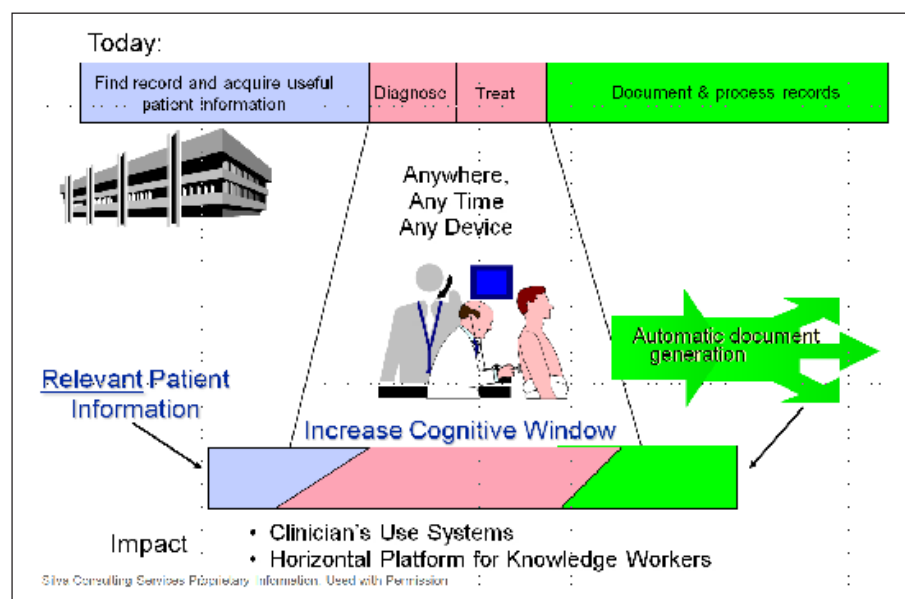 Today:
Find record and acquire useful
patient information
Diagnose
Treat
Document & process records
Anywhere,
Any Time
Any Device
Automatic document
generation
Relevant Patient
Information
Increase Cognitive Window
Impact
• Clinician's Use Systems
• Horizontal Platform for Knowledge Workers
Silva Consulting Services Proprietary Information. Used with Permission